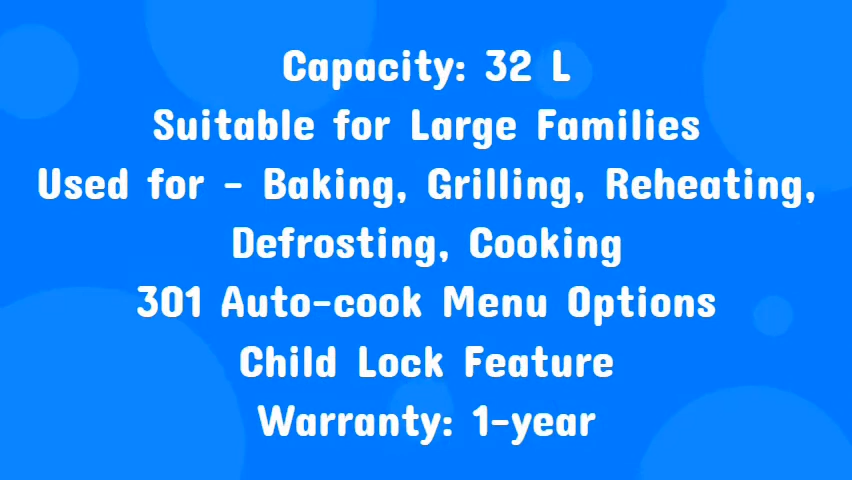 Capacity: 32 L
Suitable for Large Families
Used for - Baking, Grilling, Reheating,
Defrosting, Cooking
301 Auto-cook Menu Options
Child Lock Feature
Warranty: 1-year